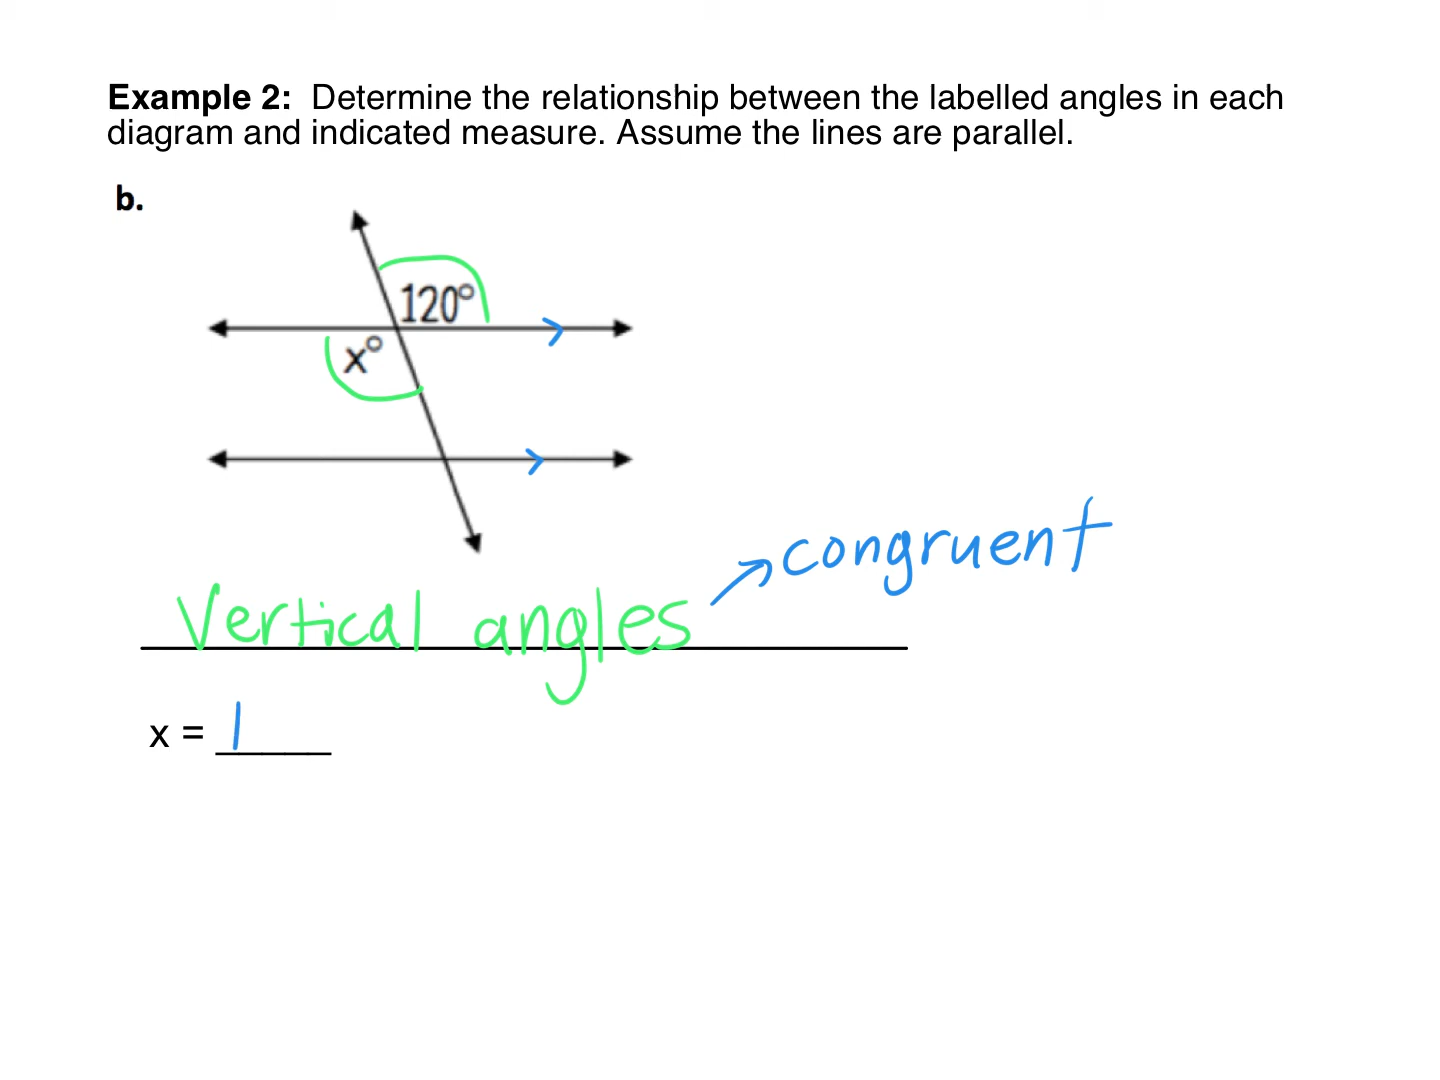 Example 2: Determine the relationship between the labelled angles in each
diagram and indicated measure. Assume the lines are parallel.
b.
120°
x°
congruent
Vertical angles
x = 1